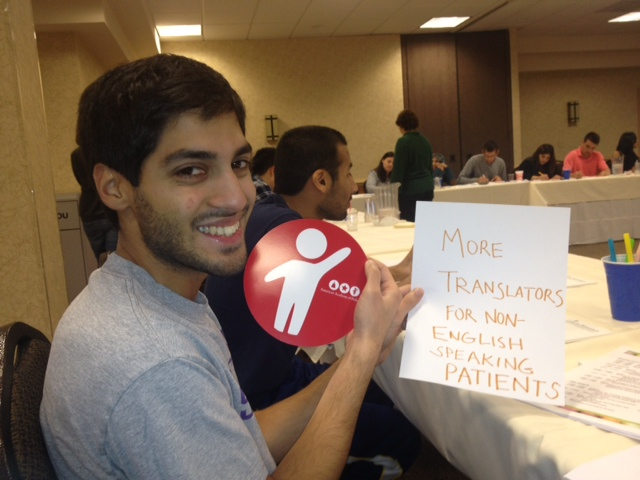 MORE
TRANSLATORS
FOR NON-
ENGLISH
SPEAKING
PATIENTS